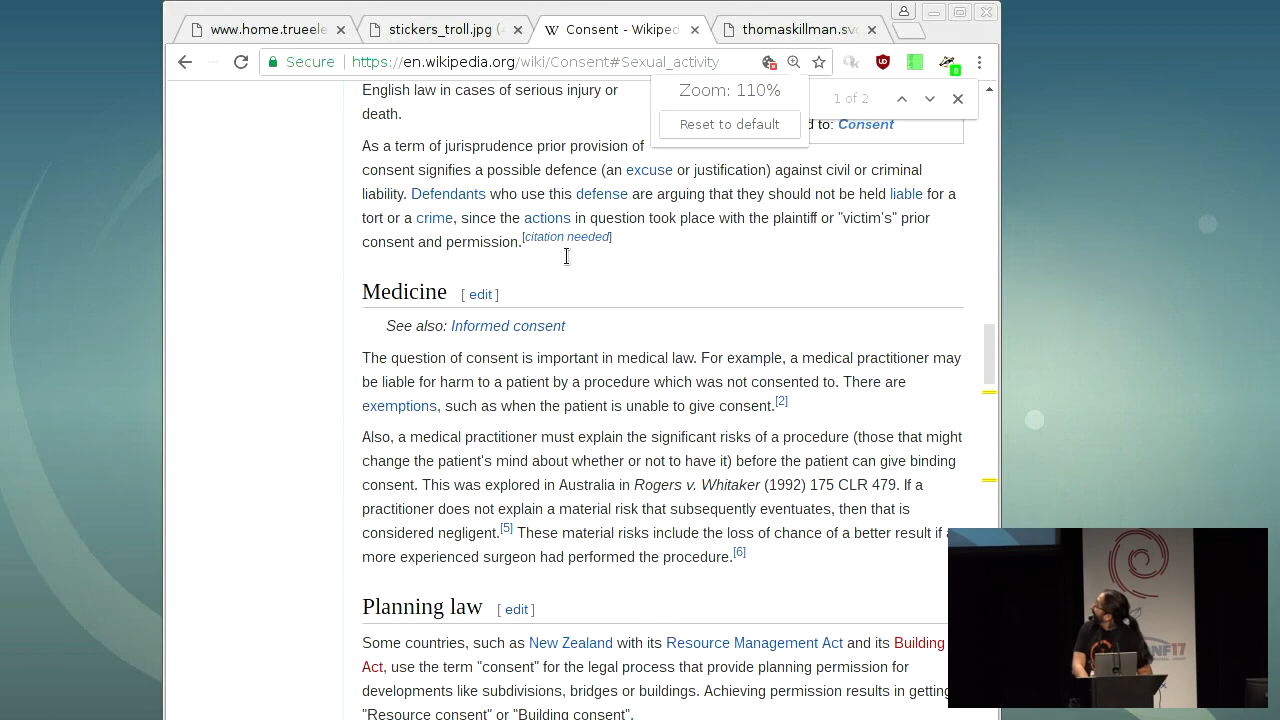 www.home.trueele
stickers_troll.jpg (
Consent - Wikiped
thomaskillman.sv
Secure
https://en.wikipedia.org/wiki/Consent#Sexual_activity
Zoom: 110%
Reset to default
1 of 2
English law in cases of serious injury or
death.
d to: Consent
As a term of jurisprudence prior provision of
consent signifies a possible defence (an excuse or justification) against civil or criminal
liability. Defendants who use this defense are arguing that they should not be held liable for a
tort or a crime, since the actions in question took place with the plaintiff or "victim's" prior
consent and permission.[citation needed]
Medicine [ edit ]
See also: Informed consent
The question of consent is important in medical law. For example, a medical practitioner may
be liable for harm to a patient by a procedure which was not consented to. There are
exemptions, such as when the patient is unable to give consent.[2]
Also, a medical practitioner must explain the significant risks of a procedure (those that might
change the patient's mind about whether or not to have it) before the patient can give binding
consent. This was explored in Australia in Rogers v. Whitaker (1992) 175 CLR 479. If a
practitioner does not explain a material risk that subsequently eventuates, then that is
considered negligent.[5] These material risks include the loss of chance of a better result if a
more experienced surgeon had performed the procedure.[6]
Planning law [ edit ]
Some countries, such as New Zealand with its Resource Management Act and its Building
Act, use the term "consent" for the legal process that provide planning permission for
developments like subdivisions, bridges or buildings. Achieving permission results in getting
"Resource consent" or "Building consent".
NF17